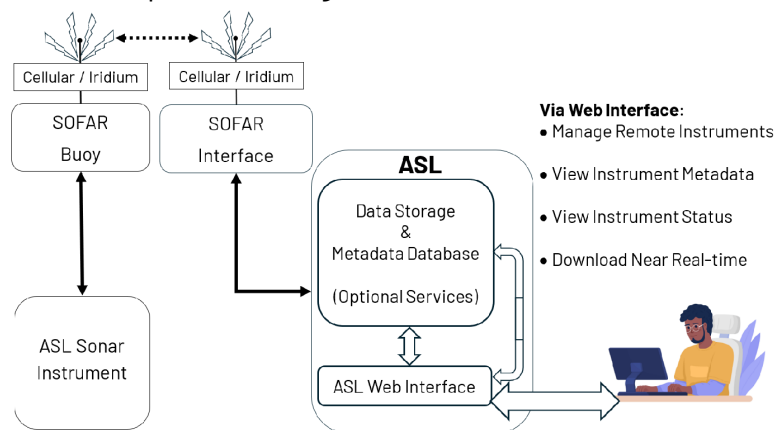 Cellular / Iridium
Cellular / Iridium
SOFAR
Buoy
SOFAR
Interface
ASL Sonar
Instrument
ASL
Data Storage
&
Metadata Database
(Optional Services)
ASL Web Interface
Via Web Interface:
• Manage Remote Instruments
• View Instrument Metadata
• View Instrument Status
• Download Near Real-time